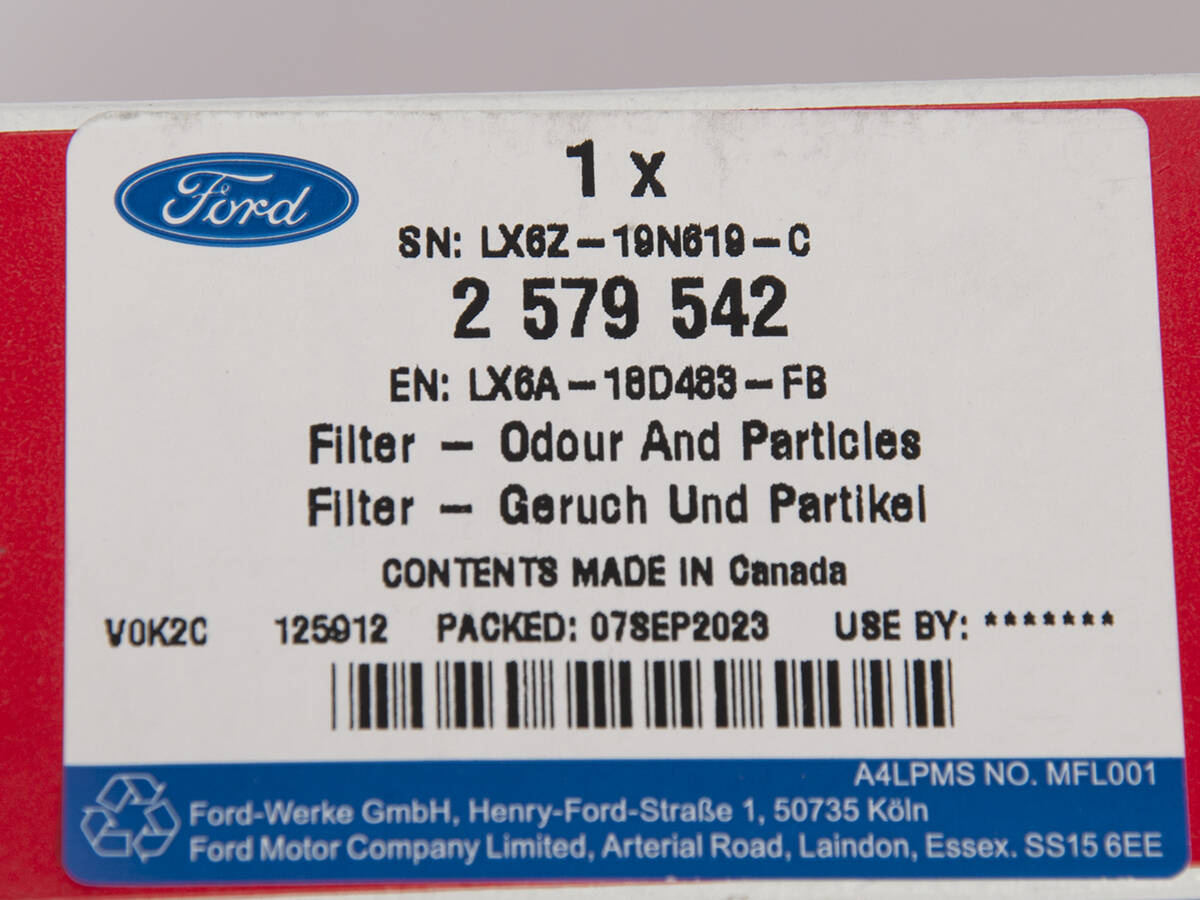 Ford
1 x
SN: LX6Z-19N619-C
2 579 542
EN: LX6A-18D483-FB
Filter - Odour And Particles
Filter - Geruch Und Partikel
CONTENTS MADE IN Canada
V0K2C 125912 PACKED: 07SEP2023 USE BY: *******
A4LPMS NO. MFL001
Ford-Werke GmbH, Henry-Ford-Straße 1, 50735 Köln
Ford Motor Company Limited, Arterial Road, Laindon, Essex. SS15 6EE